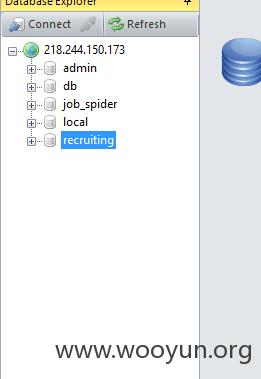 Database Explorer
Connect Refresh
218.244.150.173
admin
db
job_spider
local
recruiting
www.wooyun.org